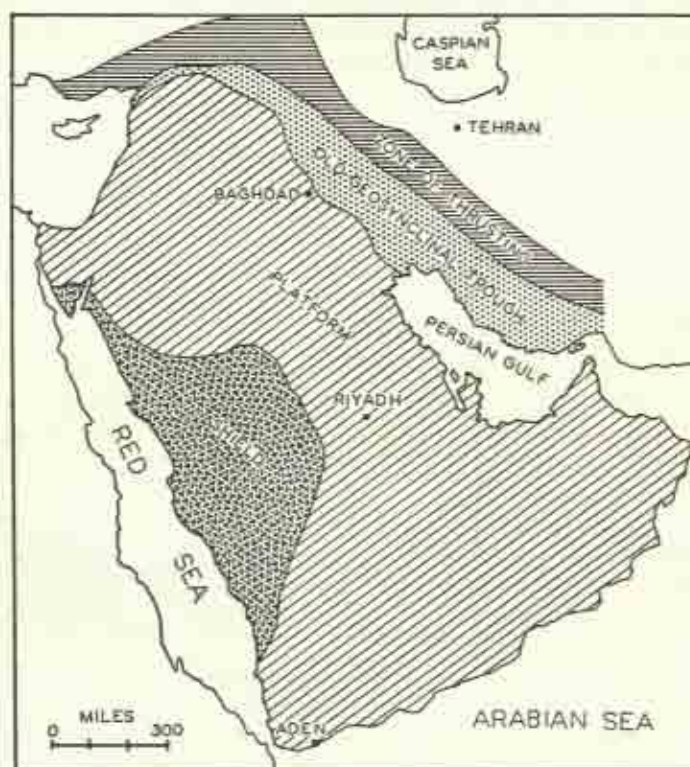 CASPIAN
SEA
TEHRAN
ZONE OF THRUSTING
OLD GEOSYNCLINAL TROUGH
BAGHDAD
PLATFORM
PERSIAN GULF
RIYADH
SHIELD
RED
SEA
MILES
0 300
ADEN
ARABIAN SEA